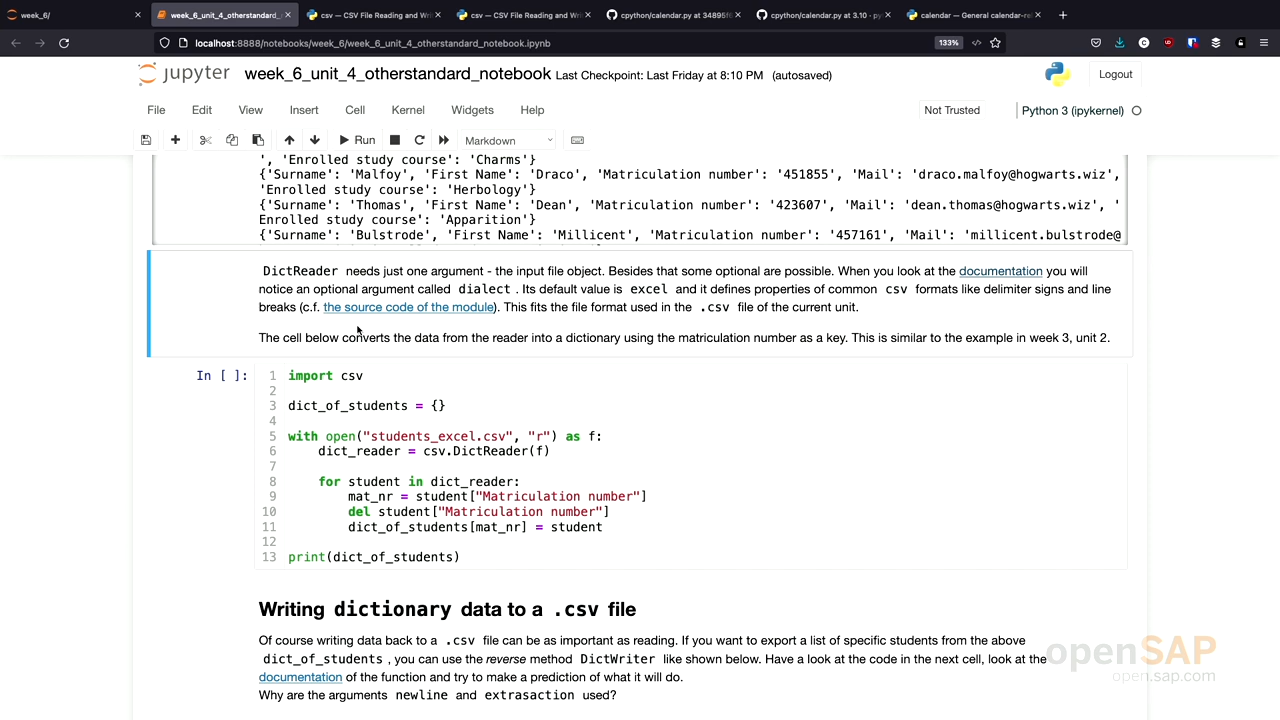 week_6/
week_6_unit_4_otherstandard_
csv — CSV File Reading and Wri
csv — CSV File Reading and Wri
cpython/calendar.py at 34895f6
cpython/calendar.py at 3.10 · py
calendar — General calendar-rel
localhost:8888/notebooks/week_6/week_6_unit_4_otherstandard_notebook.ipynb
133%
jupyter week_6_unit_4_otherstandard_notebook Last Checkpoint: Last Friday at 8:10 PM (autosaved)
Logout
File Edit View Insert Cell Kernel Widgets Help
Not Trusted
Python 3 (ipykernel)
Run
Markdown
', 'Enrolled study course': 'Charms'}
{'Surname': 'Malfoy', 'First Name': 'Draco', 'Matriculation number': '451855', 'Mail': 'draco.malfoy@hogwarts.wiz',
'Enrolled study course': 'Herbology'}
{'Surname': 'Thomas', 'First Name': 'Dean', 'Matriculation number': '423607', 'Mail': 'dean.thomas@hogwarts.wiz', '
Enrolled study course': 'Apparition'}
{'Surname': 'Bulstrode', 'First Name': 'Millicent', 'Matriculation number': '457161', 'Mail': 'millicent.bulstrode@
DictReader needs just one argument - the input file object. Besides that some optional are possible. When you look at the documentation you will
notice an optional argument called dialect . Its default value is excel and it defines properties of common csv formats like delimiter signs and line
breaks (c.f. the source code of the module). This fits the file format used in the .csv file of the current unit.
The cell below converts the data from the reader into a dictionary using the matriculation number as a key. This is similar to the example in week 3, unit 2.
In [ ]:
1 import csv
2
3 dict_of_students = {}
4
5 with open("students_excel.csv", "r") as f:
6 dict_reader = csv.DictReader(f)
7
8 for student in dict_reader:
9 mat_nr = student["Matriculation number"]
10 del student["Matriculation number"]
11 dict_of_students[mat_nr] = student
12
13 print(dict_of_students)
Writing dictionary data to a .csv file
Of course writing data back to a .csv file can be as important as reading. If you want to export a list of specific students from the above
dict_of_students , you can use the reverse method DictWriter like shown below. Have a look at the code in the next cell, look at the
documentation of the function and try to make a prediction of what it will do.
Why are the arguments newline and extrasaction used?
openSAP
open.sap.com